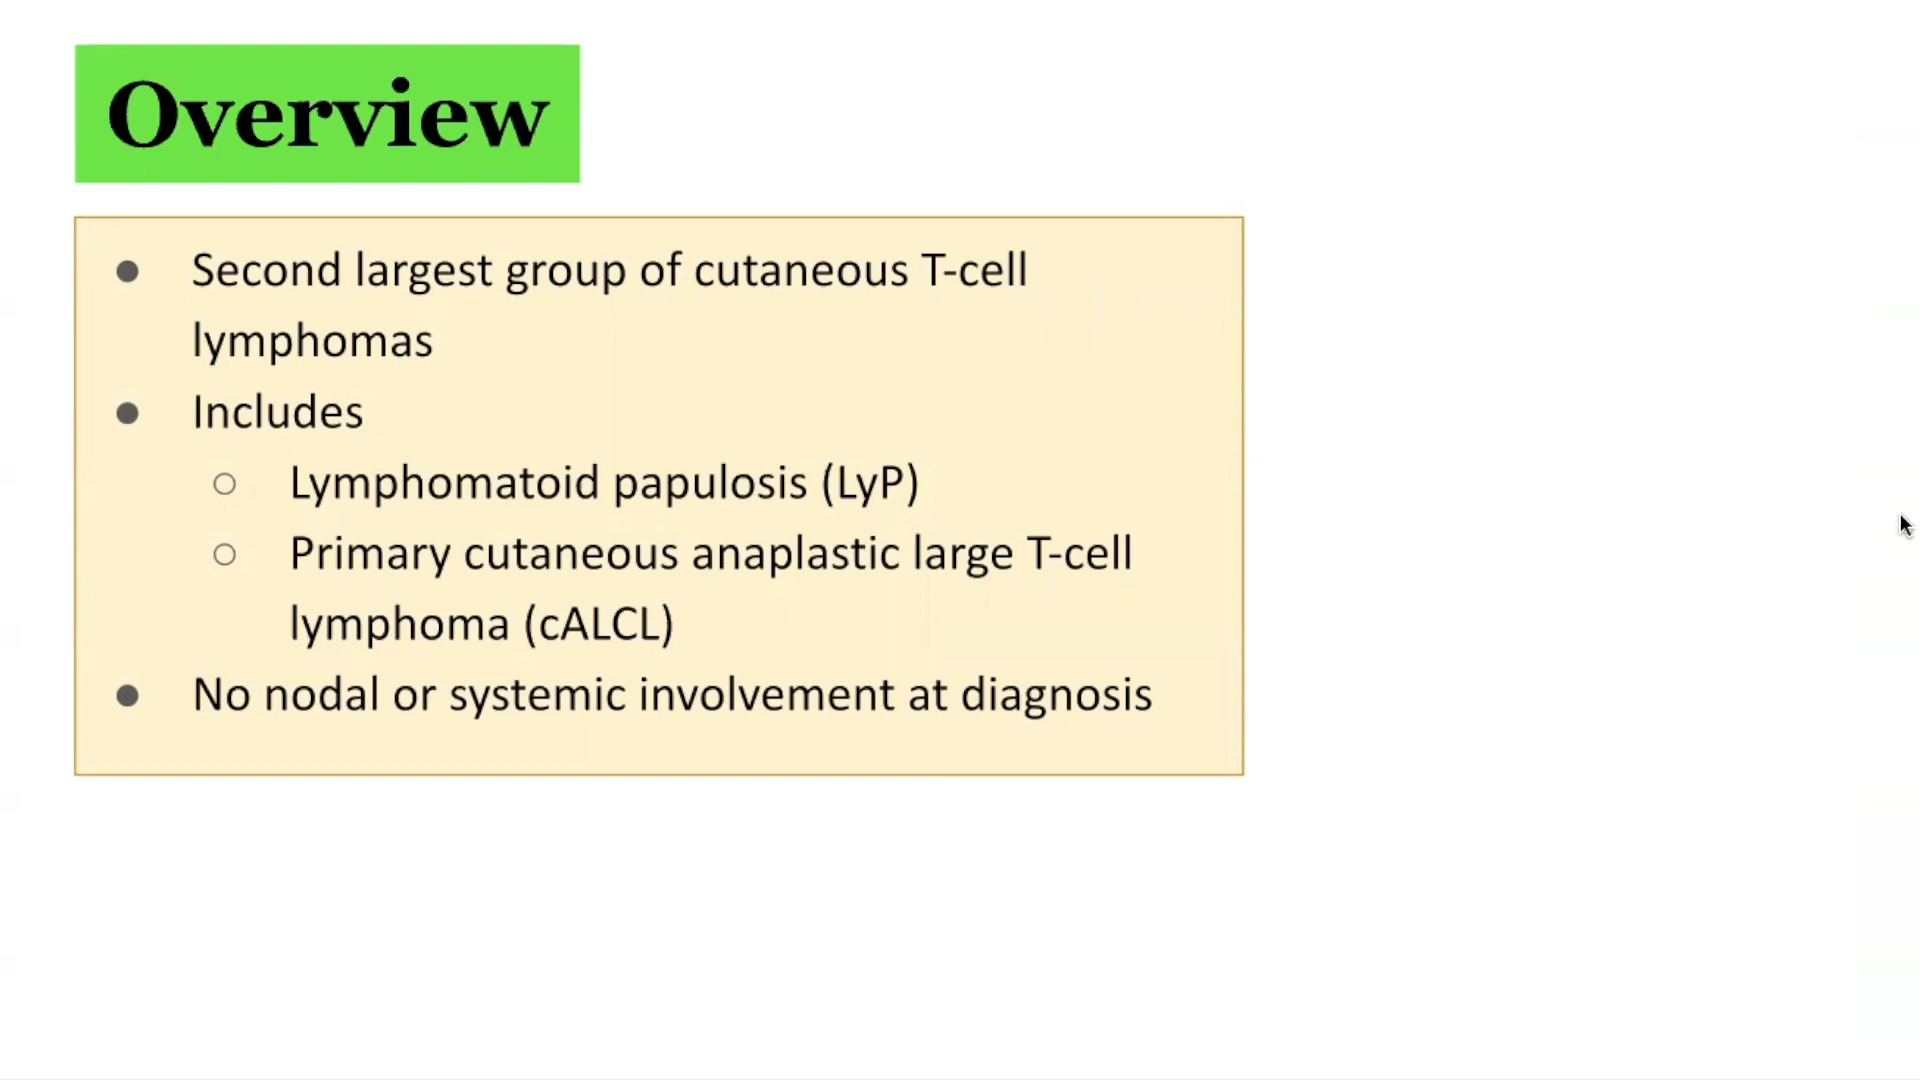 Overview
● Second largest group of cutaneous T-cell
lymphomas
● Includes
○ Lymphomatoid papulosis (LyP)
○ Primary cutaneous anaplastic large T-cell
lymphoma (cALCL)
● No nodal or systemic involvement at diagnosis